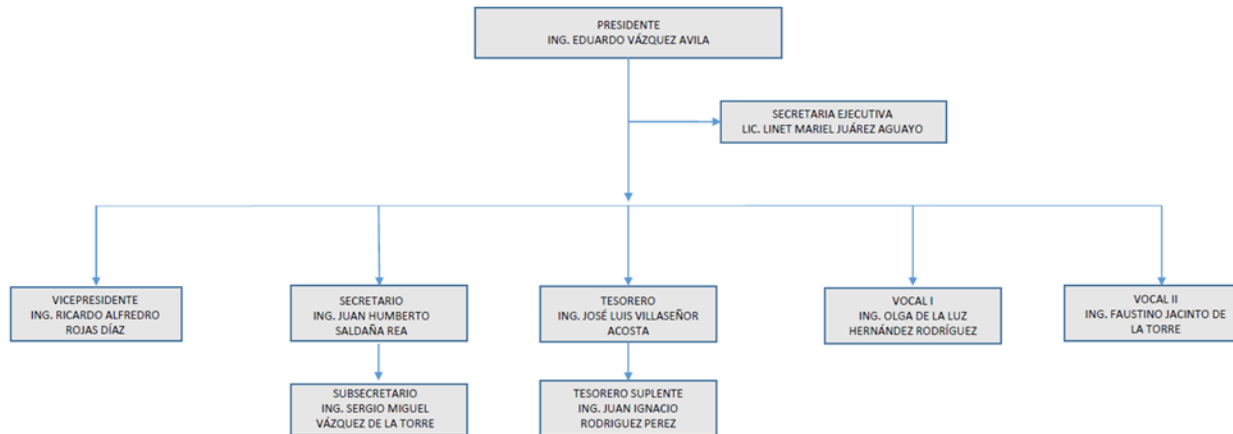 PRESIDENTE
ING. EDUARDO VÁZQUEZ AVILA
SECRETARIA EJECUTIVA
LIC. LINET MARIEL JUÁREZ AGUAYO
VICEPRESIDENTE
ING. RICARDO ALFREDRO
ROJAS DÍAZ
SECRETARIO
ING. JUAN HUMBERTO
SALDAÑA REA
TESORERO
ING. JOSÉ LUIS VILLASEÑOR
ACOSTA
VOCAL I
ING. OLGA DE LA LUZ
HERNÁNDEZ RODRÍGUEZ
VOCAL II
ING. FAUSTINO JACINTO DE
LA TORRE
SUBSECRETARIO
ING. SERGIO MIGUEL
VÁZQUEZ DE LA TORRE
TESORERO SUPLENTE
ING. JUAN IGNACIO
RODRIGUEZ PEREZ